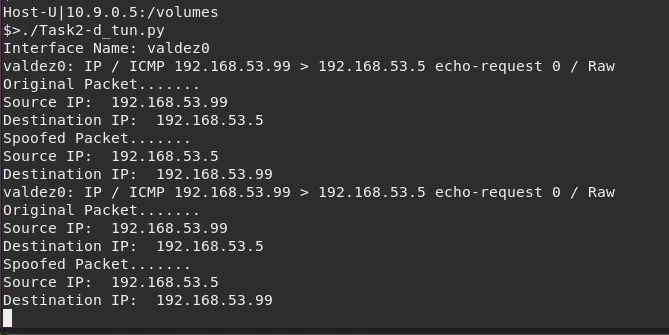 Host-U|10.9.0.5:/volumes
$>./Task2-d_tun.py
Interface Name: valdez0
valdez0: IP / ICMP 192.168.53.99 > 192.168.53.5 echo-request 0 / Raw
Original Packet.......
Source IP:  192.168.53.99
Destination IP:  192.168.53.5
Spoofed Packet.......
Source IP:  192.168.53.5
Destination IP:  192.168.53.99
valdez0: IP / ICMP 192.168.53.99 > 192.168.53.5 echo-request 0 / Raw
Original Packet.......
Source IP:  192.168.53.99
Destination IP:  192.168.53.5
Spoofed Packet.......
Source IP:  192.168.53.5
Destination IP:  192.168.53.99